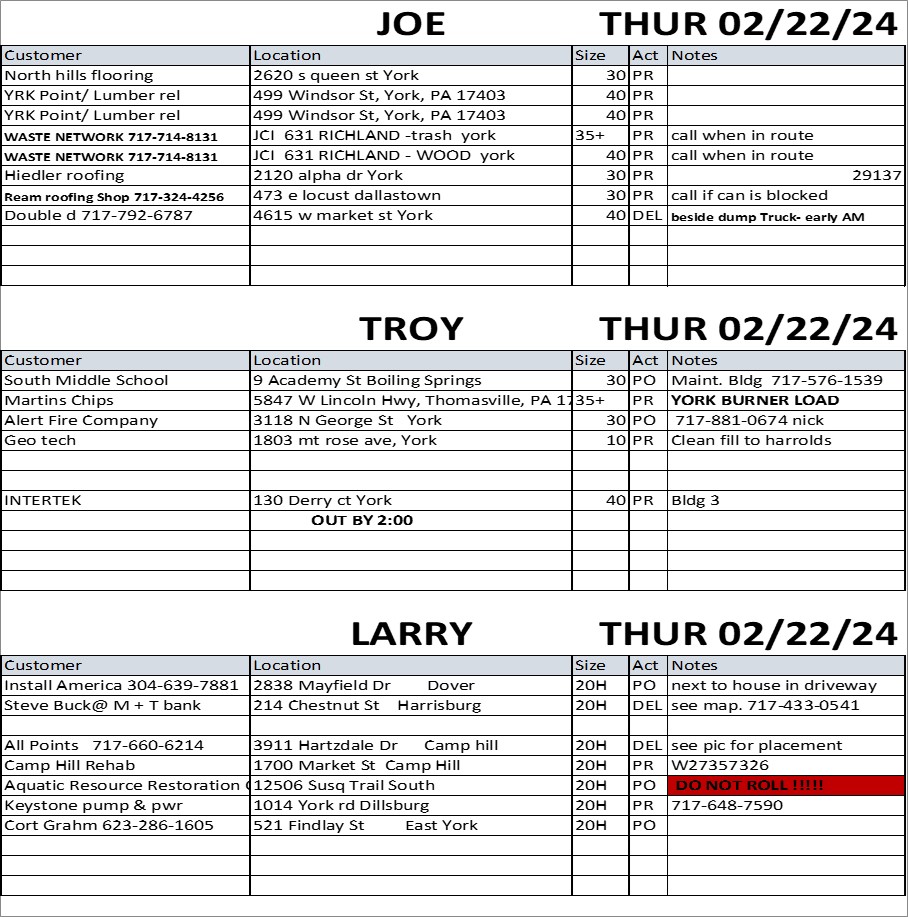 JOE THUR 02/22/24
Customer Location Size Act Notes
North hills flooring 2620 s queen st York 30 PR
YRK Point/ Lumber rel 499 Windsor St, York, PA 17403 40 PR
YRK Point/ Lumber rel 499 Windsor St, York, PA 17403 40 PR
WASTE NETWORK 717-714-8131 JCI 631 RICHLAND -trash york 35+ PR call when in route
WASTE NETWORK 717-714-8131 JCI 631 RICHLAND - WOOD york 40 PR call when in route
Hiedler roofing 2120 alpha dr York 30 PR 29137
Ream roofing Shop 717-324-4256 473 e locust dallastown 30 PR call if can is blocked
Double d 717-792-6787 4615 w market st York 40 DEL beside dump Truck- early AM
TROY THUR 02/22/24
Customer Location Size Act Notes
South Middle School 9 Academy St Boiling Springs 30 PO Maint. Bldg 717-576-1539
Martins Chips 5847 W Lincoln Hwy, Thomasville, PA 17 35+ PR YORK BURNER LOAD
Alert Fire Company 3118 N George St York 30 PO 717-881-0674 nick
Geo tech 1803 mt rose ave, York 10 PR Clean fill to harrolds
INTERTEK 130 Derry ct York 40 PR Bldg 3
OUT BY 2:00
LARRY THUR 02/22/24
Customer Location Size Act Notes
Install America 304-639-7881 2838 Mayfield Dr Dover 20H PO next to house in driveway
Steve Buck@ M + T bank 214 Chestnut St Harrisburg 20H DEL see map. 717-433-0541
All Points 717-660-6214 3911 Hartzdale Dr Camp hill 20H DEL see pic for placement
Camp Hill Rehab 1700 Market St Camp Hill 20H PR W27357326
Aquatic Resource Restoration 12506 Susq Trail South 20H PO DO NOT ROLL !!!!!
Keystone pump & pwr 1014 York rd Dillsburg 20H PR 717-648-7590
Cort Grahm 623-286-1605 521 Findlay St East York 20H PO